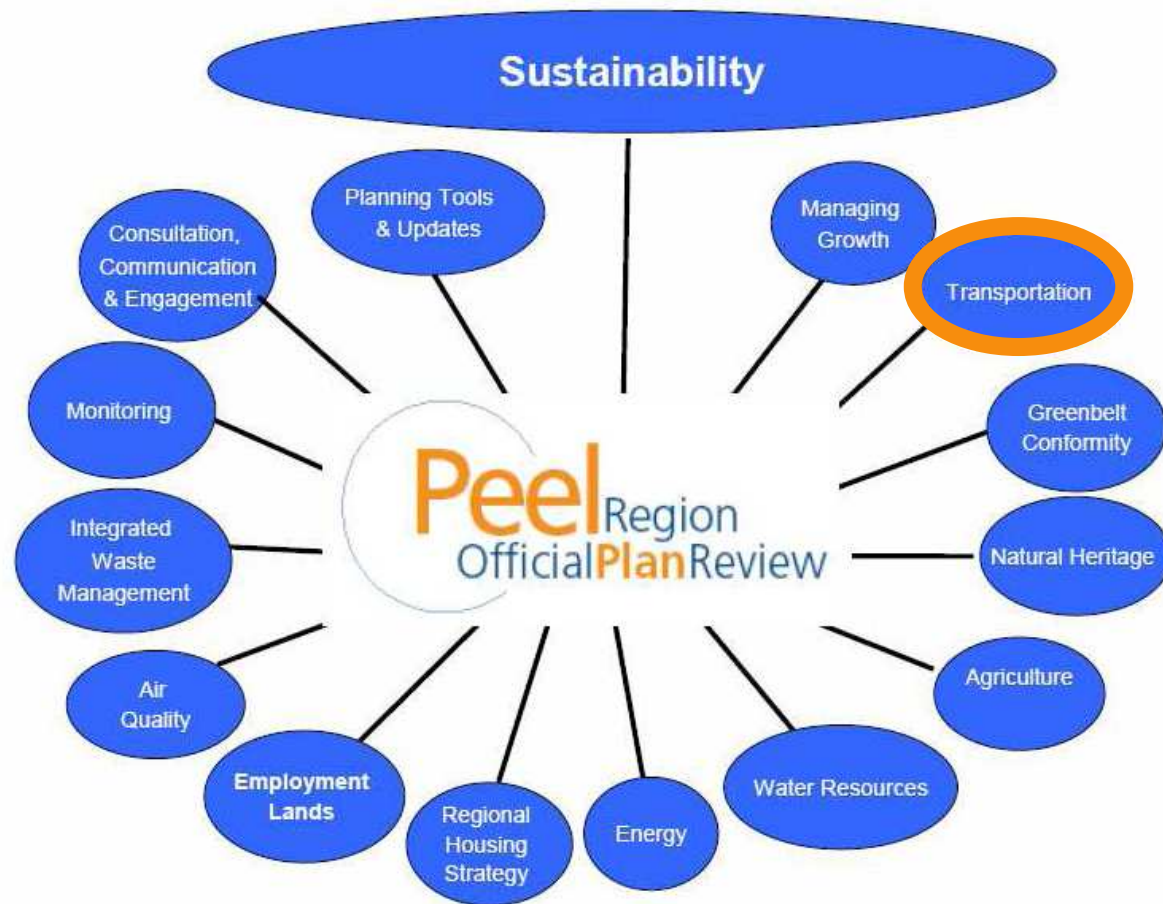 Sustainability
Planning Tools
& Updates
Managing
Growth
Consultation,
Communication
& Engagement
Transportation
Monitoring
Greenbelt
Conformity
Peel Region
Official Plan Review
Integrated
Waste
Management
Natural Heritage
Air
Quality
Agriculture
Employment
Lands
Regional
Housing
Strategy
Energy
Water Resources